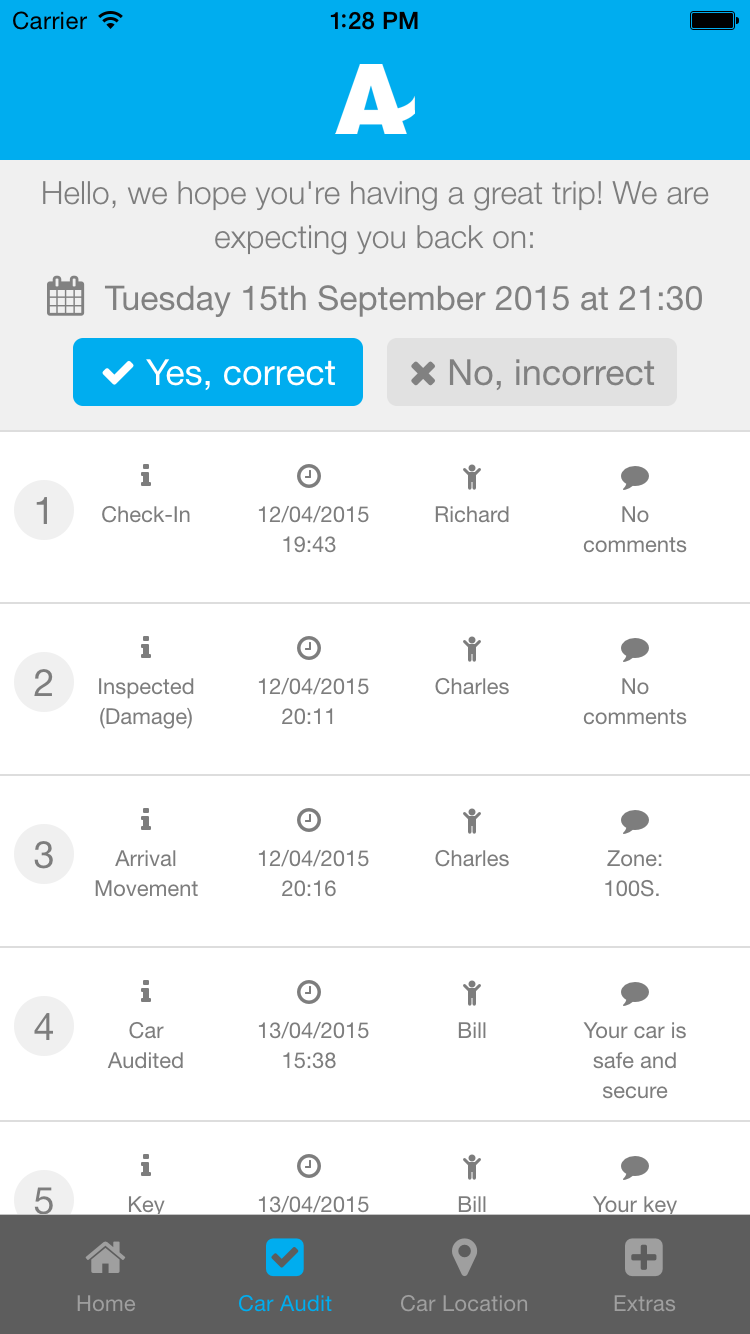 Carrier 1:28 PM
A
Hello, we hope you're having a great trip! We are
expecting you back on:
Tuesday 15th September 2015 at 21:30
Yes, correct No, incorrect
1 Check-In 12/04/2015 Richard No
19:43 comments
2 Inspected 12/04/2015 Charles No
(Damage) 20:11 comments
3 Arrival 12/04/2015 Charles Zone:
Movement 20:16 100S.
4 Car 13/04/2015 Bill Your car is
Audited 15:38 safe and
secure
5 Key 13/04/2015 Bill Your key
Home Car Audit Car Location Extras